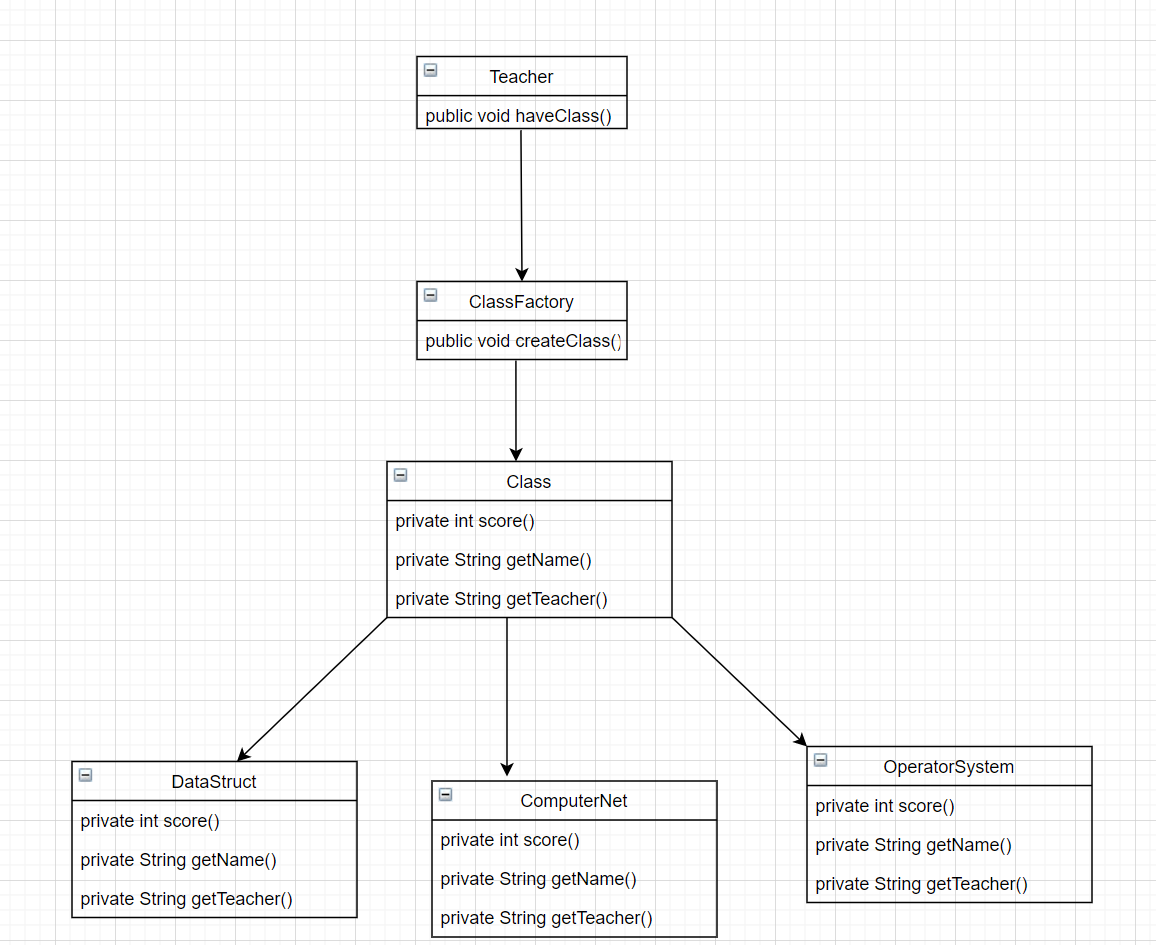 Teacher
public void haveClass()
ClassFactory
public void createClass()
Class
private int score()
private String getName()
private String getTeacher()
DataStruct
private int score()
private String getName()
private String getTeacher()
ComputerNet
private int score()
private String getName()
private String getTeacher()
OperatorSystem
private int score()
private String getName()
private String getTeacher()